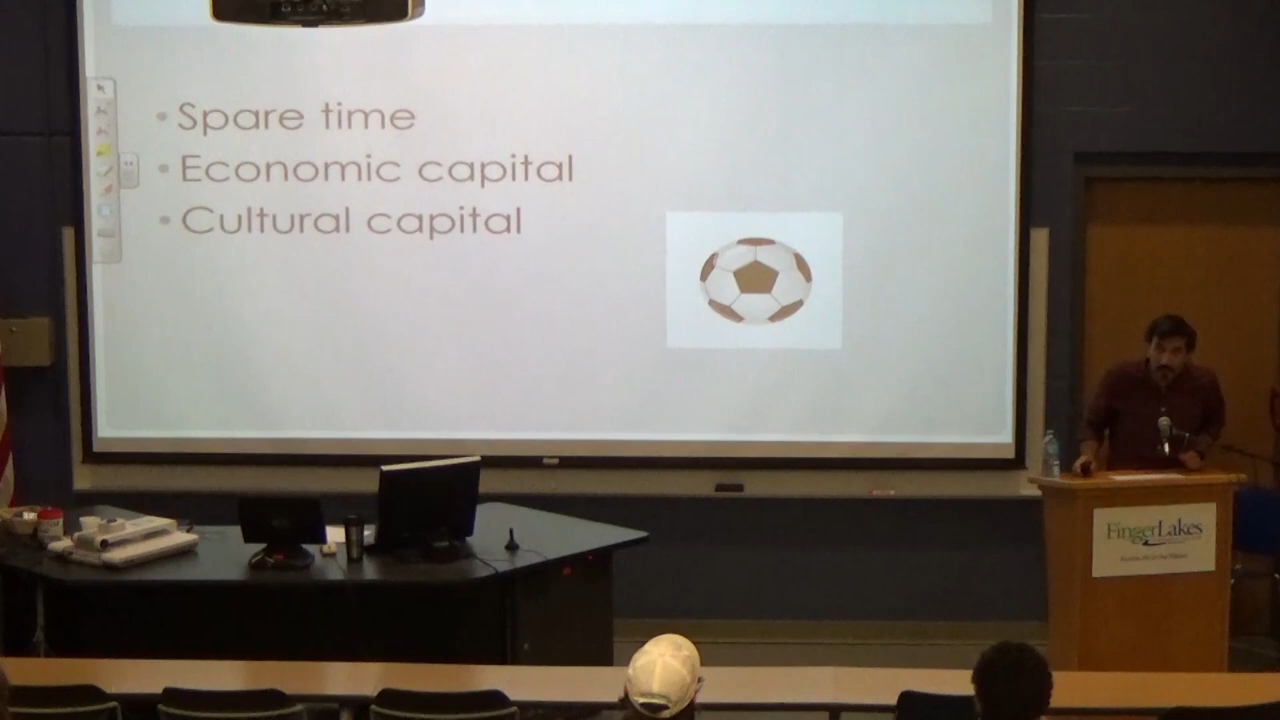 • Spare time
• Economic capital
• Cultural capital
FingerLakes